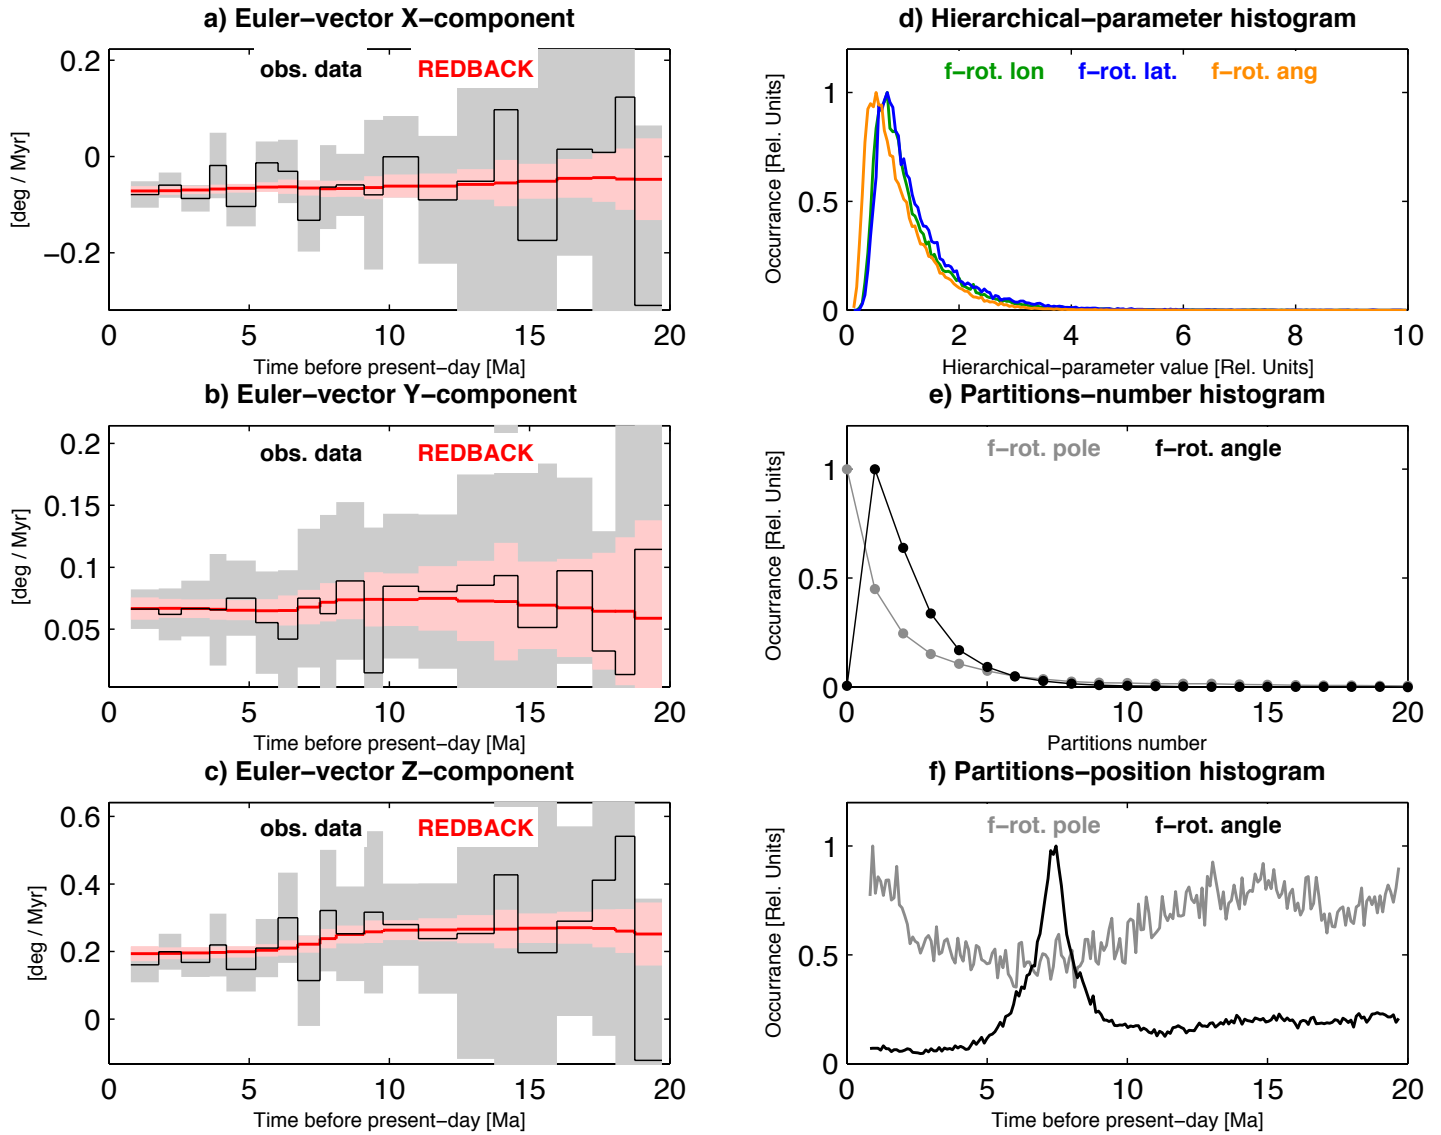 a) Euler−vector X−component
obs. data REDBACK
0.2
0
−0.2
[deg / Myr]
0 5 10 15 20
Time before present−day [Ma]
b) Euler−vector Y−component
obs. data REDBACK
0.2
0.15
0.1
0.05
[deg / Myr]
0 5 10 15 20
Time before present−day [Ma]
c) Euler−vector Z−component
obs. data REDBACK
0.6
0.4
0.2
0
[deg / Myr]
0 5 10 15 20
Time before present−day [Ma]
d) Hierarchical−parameter histogram
f−rot. lon f−rot. lat. f−rot. ang
1
0.5
0
Occurrance [Rel. Units]
0 2 4 6 8 10
Hierarchical−parameter value [Rel. Units]
e) Partitions−number histogram
f−rot. pole f−rot. angle
1
0.5
0
Occurrance [Rel. Units]
0 5 10 15 20
Partitions number
f) Partitions−position histogram
f−rot. pole f−rot. angle
1
0.5
0
Occurrance [Rel. Units]
0 5 10 15 20
Time before present−day [Ma]